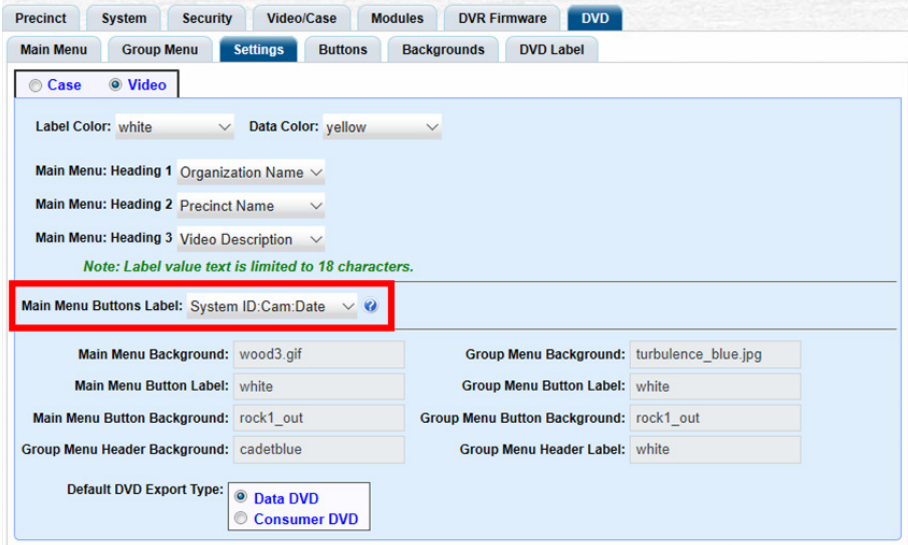 Precinct System Security Video/Case Modules DVR Firmware DVD
Main Menu Group Menu Settings Buttons Backgrounds DVD Label
Case Video
Label Color: white Data Color: yellow
Main Menu: Heading 1 Organization Name
Main Menu: Heading 2 Precinct Name
Main Menu: Heading 3 Video Description
Note: Label value text is limited to 18 characters.
Main Menu Buttons Label: System ID:Cam:Date ?
Main Menu Background: wood3.gif Group Menu Background: turbulence_blue.jpg
Main Menu Button Label: white Group Menu Button Label: white
Main Menu Button Background: rock1_out Group Menu Button Background: rock1_out
Group Menu Header Background: cadetblue Group Menu Header Label: white
Default DVD Export Type: Data DVD
Consumer DVD